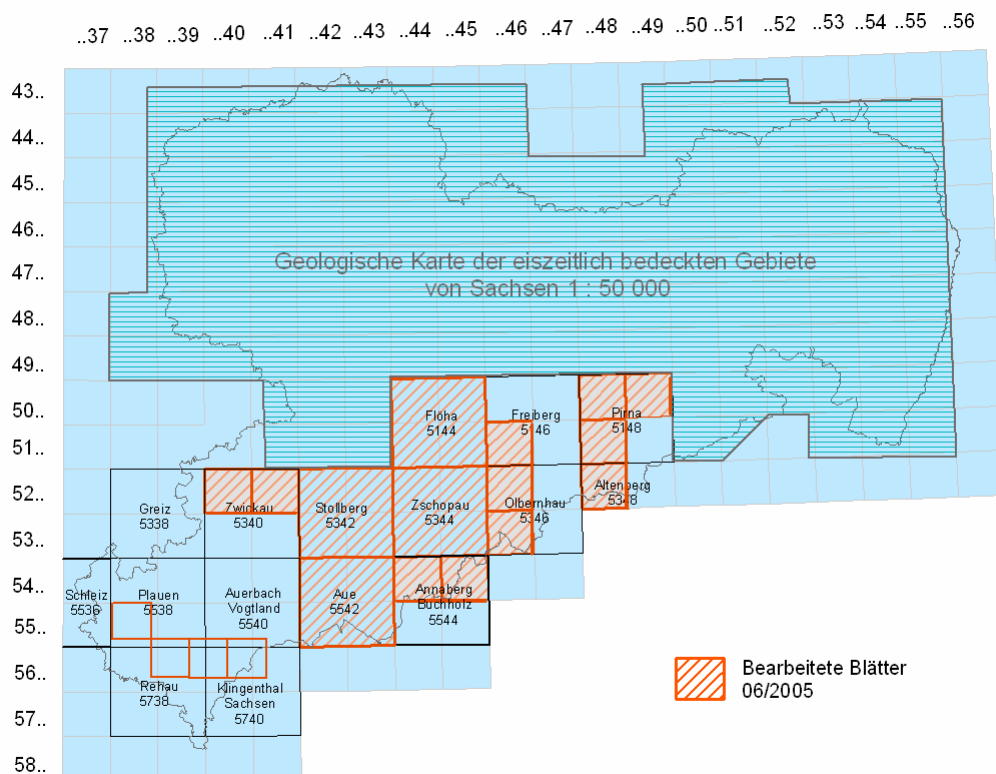 ..37 ..38 ..39 ..40 ..41 ..42 ..43 ..44 ..45 ..46 ..47 ..48 ..49 ..50 ..51 ..52 ..53 ..54 ..55 ..56
43..
44..
45..
46..
47..
48..
49..
50..
51..
52..
53..
54..
55..
56..
57..
58..
Geologische Karte der eiszeitlich bedeckten Gebiete
von Sachsen 1 : 50 000
Flöha
5144
Freiberg
5146
Pirna
5148
Greiz
5338
Zwickau
5340
Stollberg
5342
Zschopau
5344
Olbernhau
5346
Altenberg
5348
Schleiz
5536
Plauen
5538
Auerbach
Vogtland
5540
Aue
5542
Annaberg
Buchholz
5544
Rehau
5738
Klingenthal
Sachsen
5740
Bearbeitete Blätter
06/2005